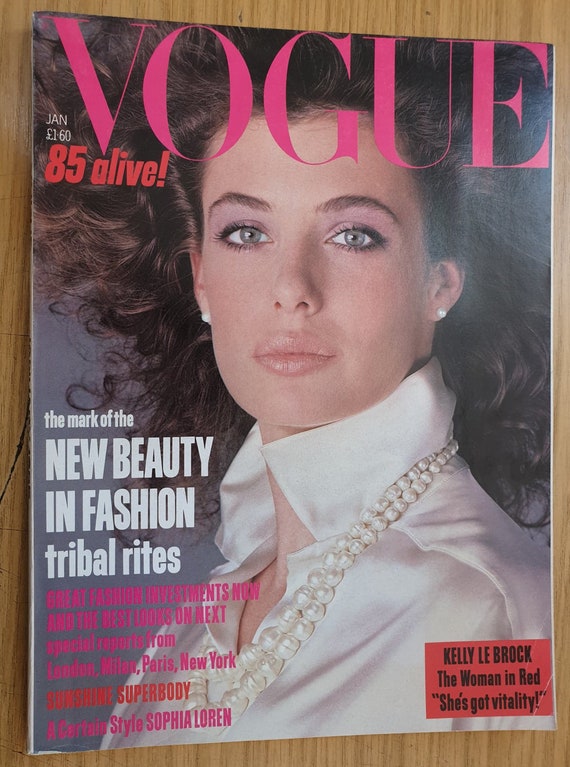 VOGUE
JAN
£1·60
85 alive!
the mark of the
NEW BEAUTY
IN FASHION
tribal rites
GREAT FASHION INVESTMENTS NOW
AND THE BEST LOOKS ON NEXT
special reports from
London, Milan, Paris, New York
SUNSHINE SUPERBODY
A Certain Style SOPHIA LOREN
KELLY LE BROCK
The Woman in Red
"She's got vitality!"